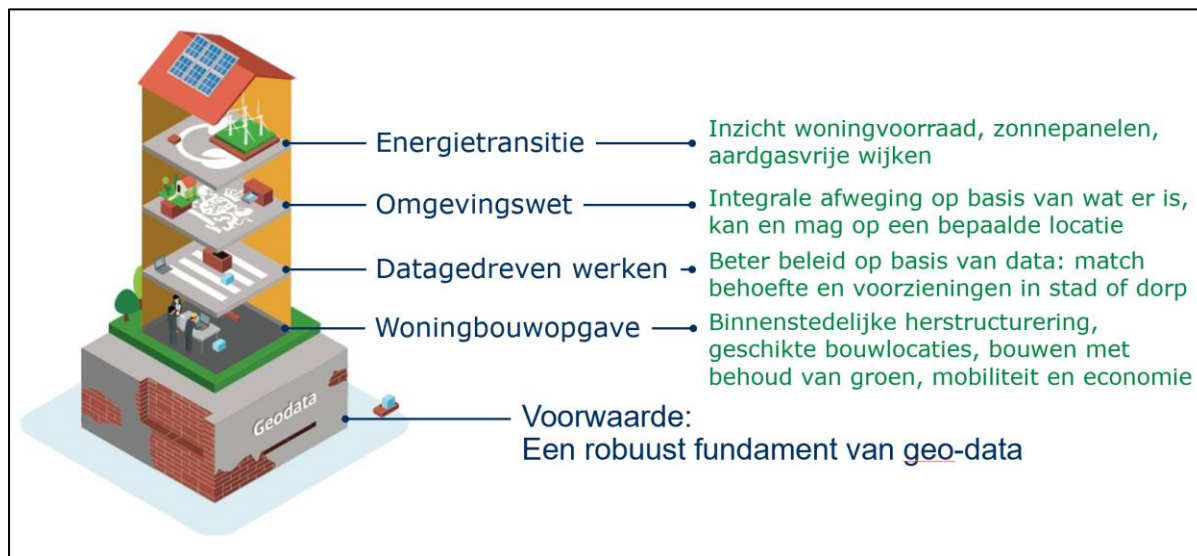 Energietransitie
Inzicht woningvoorraad, zonnepanelen,
aardgasvrije wijken
Omgevingswet
Integrale afweging op basis van wat er is,
kan en mag op een bepaalde locatie
Datagedreven werken
Beter beleid op basis van data: match
behoefte en voorzieningen in stad of dorp
Woningbouwopgave
Binnenstedelijke herstructurering,
geschikte bouwlocaties, bouwen met
behoud van groen, mobiliteit en economie
Geodata
Voorwaarde:
Een robuust fundament van geo-data